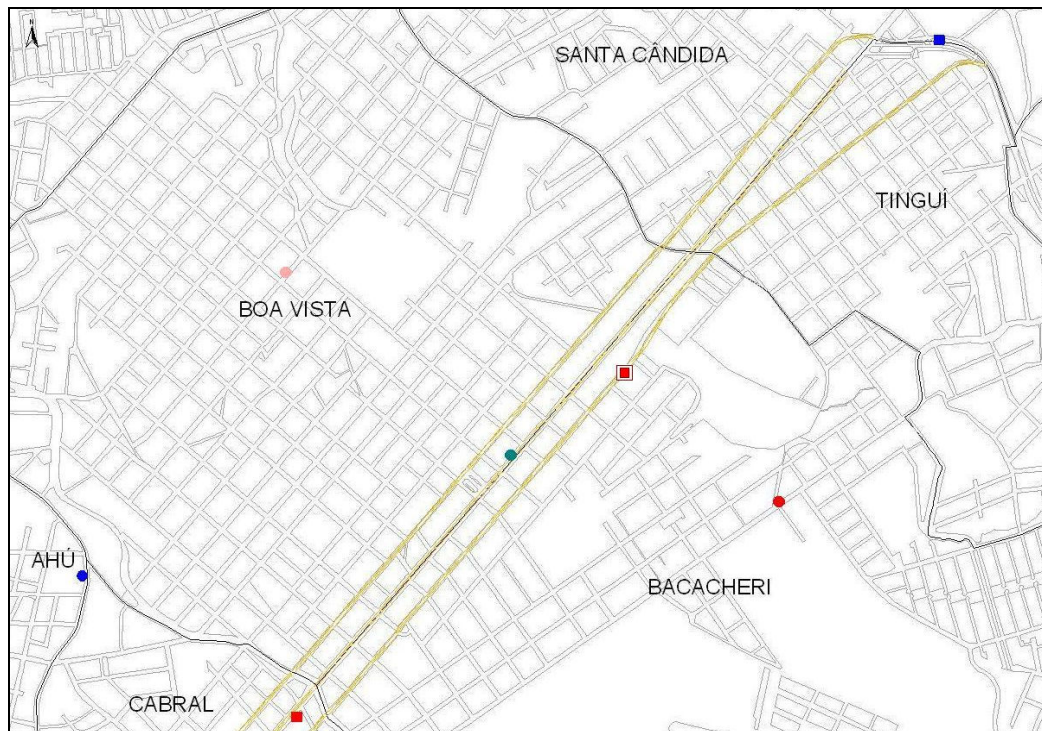 N
SANTA CÂNDIDA
TINGUÍ
BOA VISTA
AHÚ
BACACHERI
CABRAL